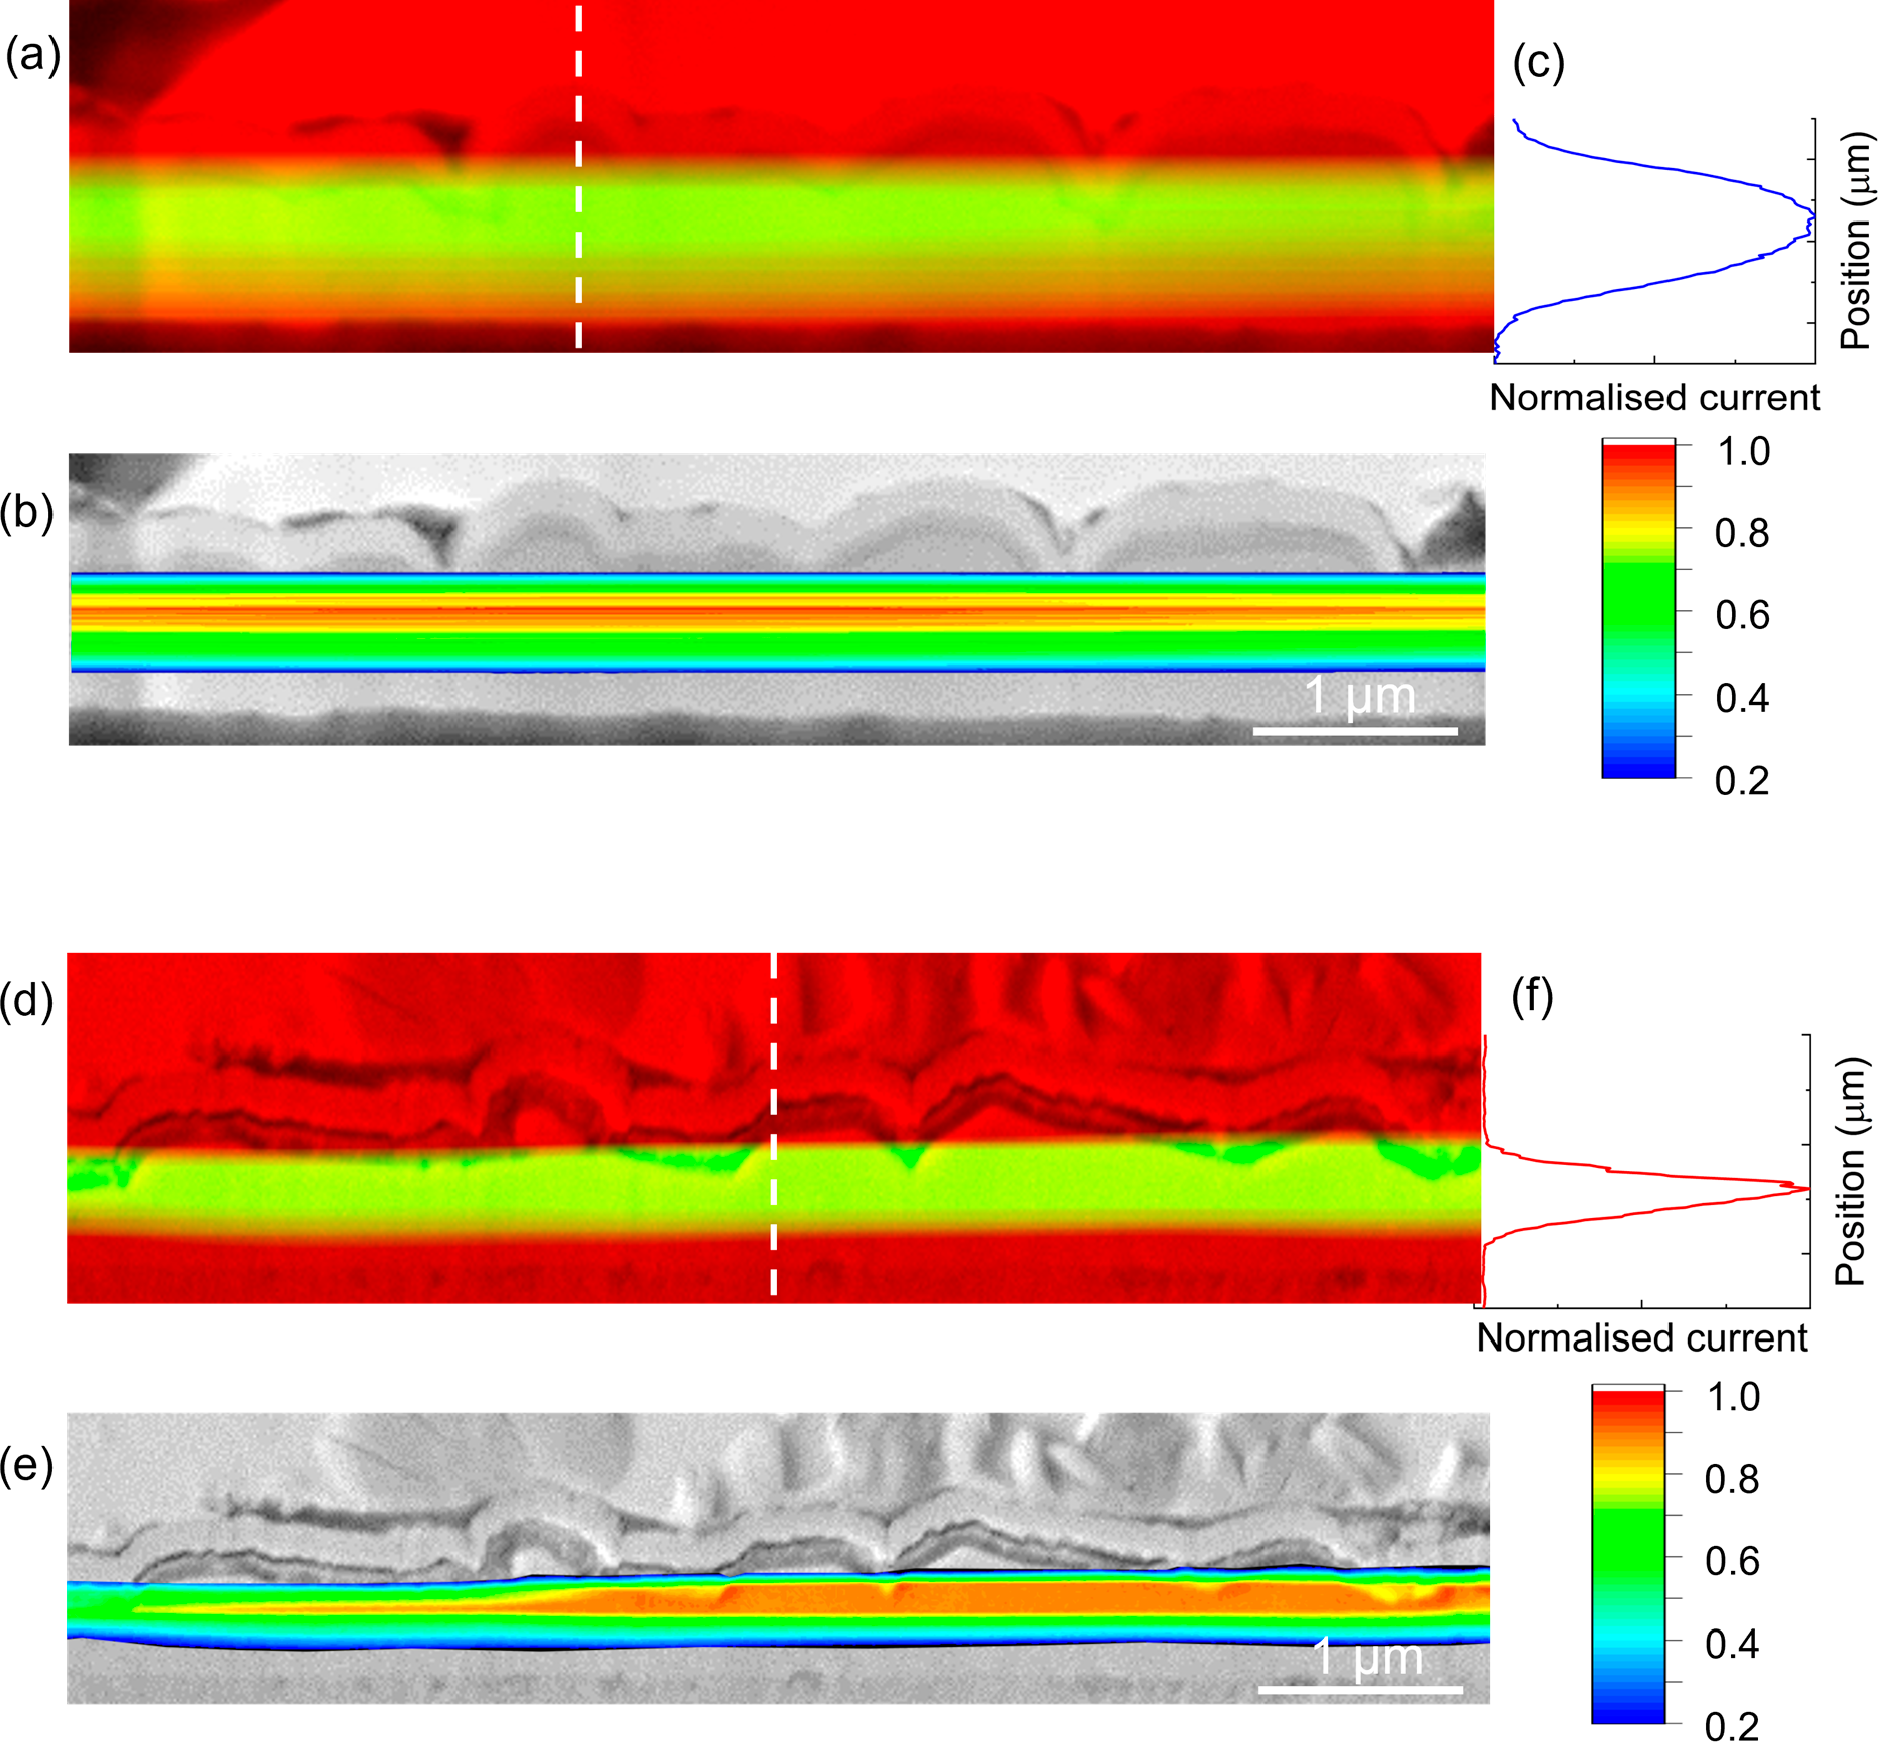 (a)
(c)
Position (μm)
Normalised current
(b)
1.0
0.8
0.6
0.4
0.2
1 μm
(d)
(f)
Position (μm)
Normalised current
(e)
1.0
0.8
0.6
0.4
0.2
1 μm